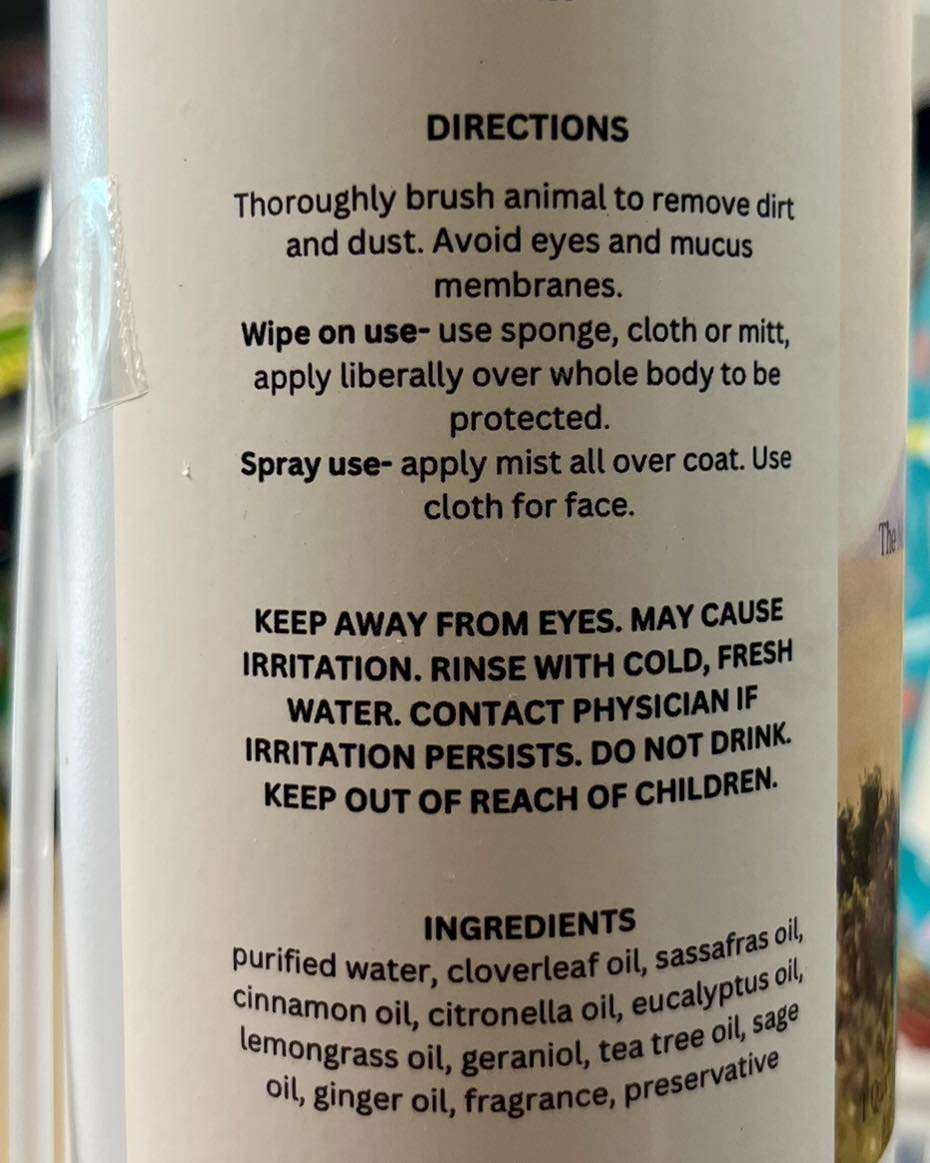 DIRECTIONS
Thoroughly brush animal to remove dirt
and dust. Avoid eyes and mucus
membranes.
Wipe on use- use sponge, cloth or mitt,
apply liberally over whole body to be
protected.
Spray use- apply mist all over coat. Use
cloth for face.
KEEP AWAY FROM EYES. MAY CAUSE
IRRITATION. RINSE WITH COLD, FRESH
WATER. CONTACT PHYSICIAN IF
IRRITATION PERSISTS. DO NOT DRINK.
KEEP OUT OF REACH OF CHILDREN.
INGREDIENTS
purified water, cloverleaf oil, sassafras oil,
cinnamon oil, citronella oil, eucalyptus oil,
lemongrass oil, geraniol, tea tree oil, sage
oil, ginger oil, fragrance, preservative
The